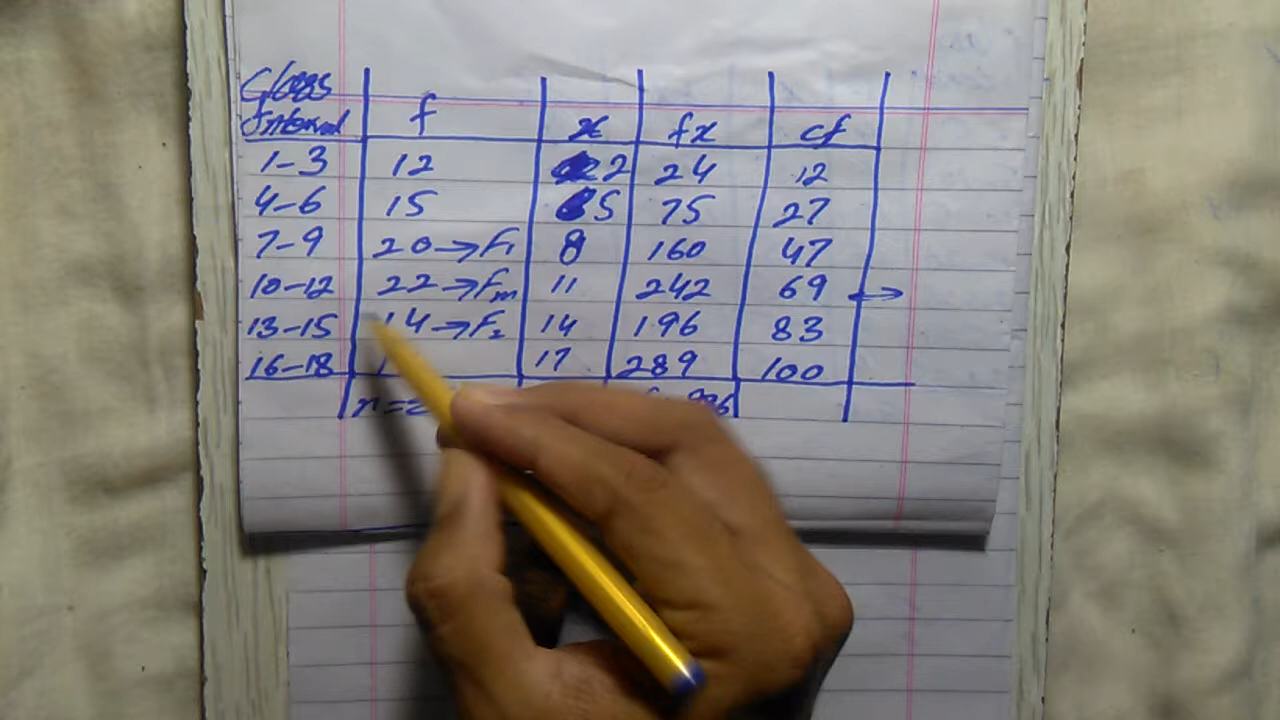 Class
Interval f x fx cf
1-3 12 2 24 12
4-6 15 5 75 27
7-9 20→f1 8 160 47
10-12 22→fm 11 242 69 →
13-15 14→f2 14 196 83
16-18 1 17 289 100
n=